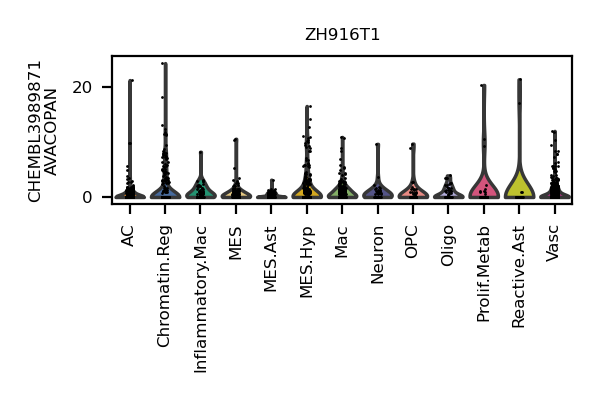 ZH916T1
CHEMBL3989871
AVACOPAN
20
0
AC
Chromatin.Reg
Inflammatory.Mac
MES
MES.Ast
MES.Hyp
Mac
Neuron
OPC
Oligo
Prolif.Metab
Reactive.Ast
Vasc